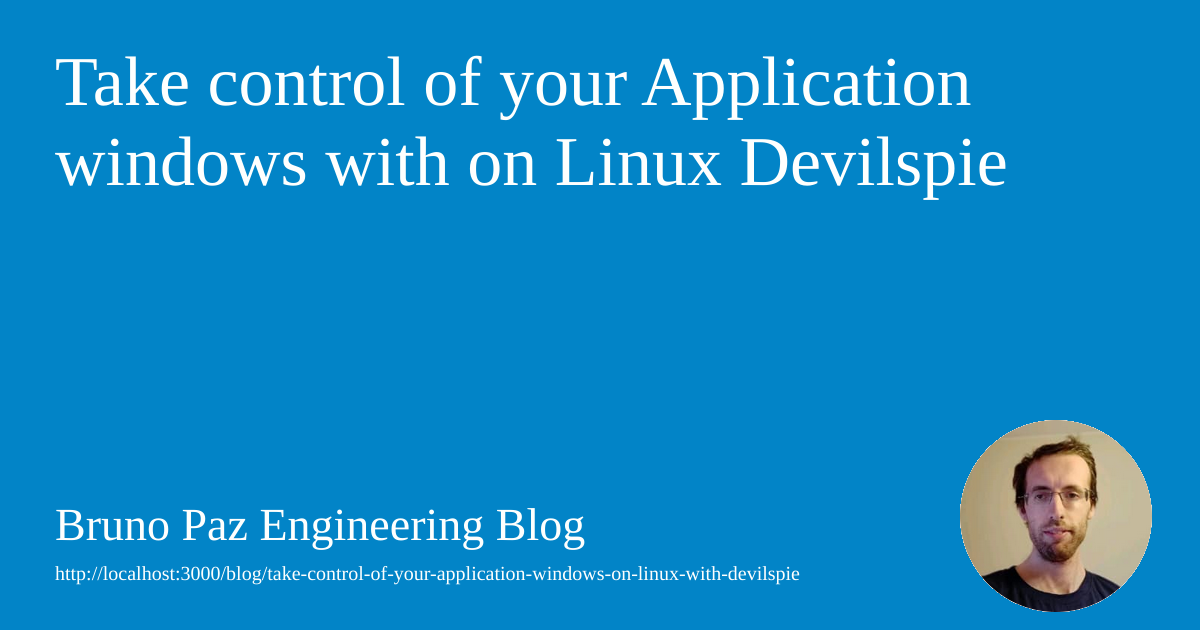 Take control of your Application
windows with on Linux Devilspie
Bruno Paz Engineering Blog
http://localhost:3000/blog/take-control-of-your-application-windows-on-linux-with-devilspie